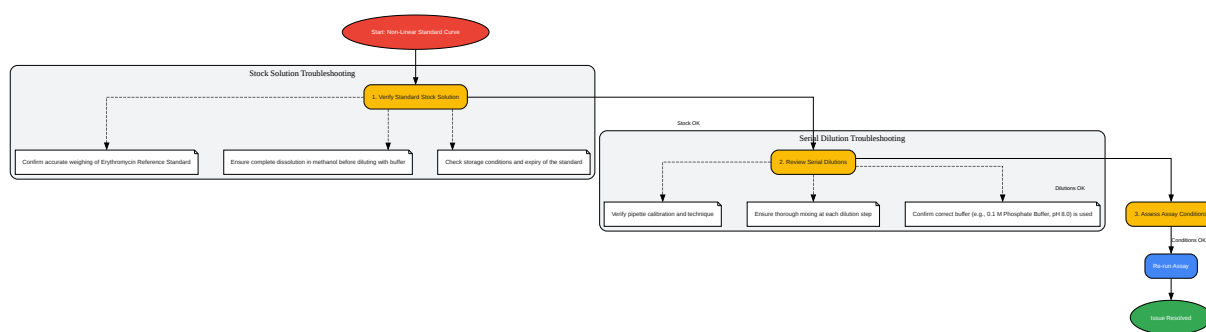 Start: Non-Linear Standard Curve
Stock Solution Troubleshooting
1. Verify Standard Stock Solution
Confirm accurate weighing of Erythromycin Reference Standard
Ensure complete dissolution in methanol before diluting with buffer
Check storage conditions and expiry of the standard
Stock OK
Serial Dilution Troubleshooting
2. Review Serial Dilutions
Dilutions OK
Verify pipette calibration and technique
Ensure thorough mixing at each dilution step
Confirm correct buffer (e.g., 0.1 M Phosphate Buffer, pH 8.0) is used
3. Assess Assay Conditions
Conditions OK
Re-run Assay
Issue Resolved